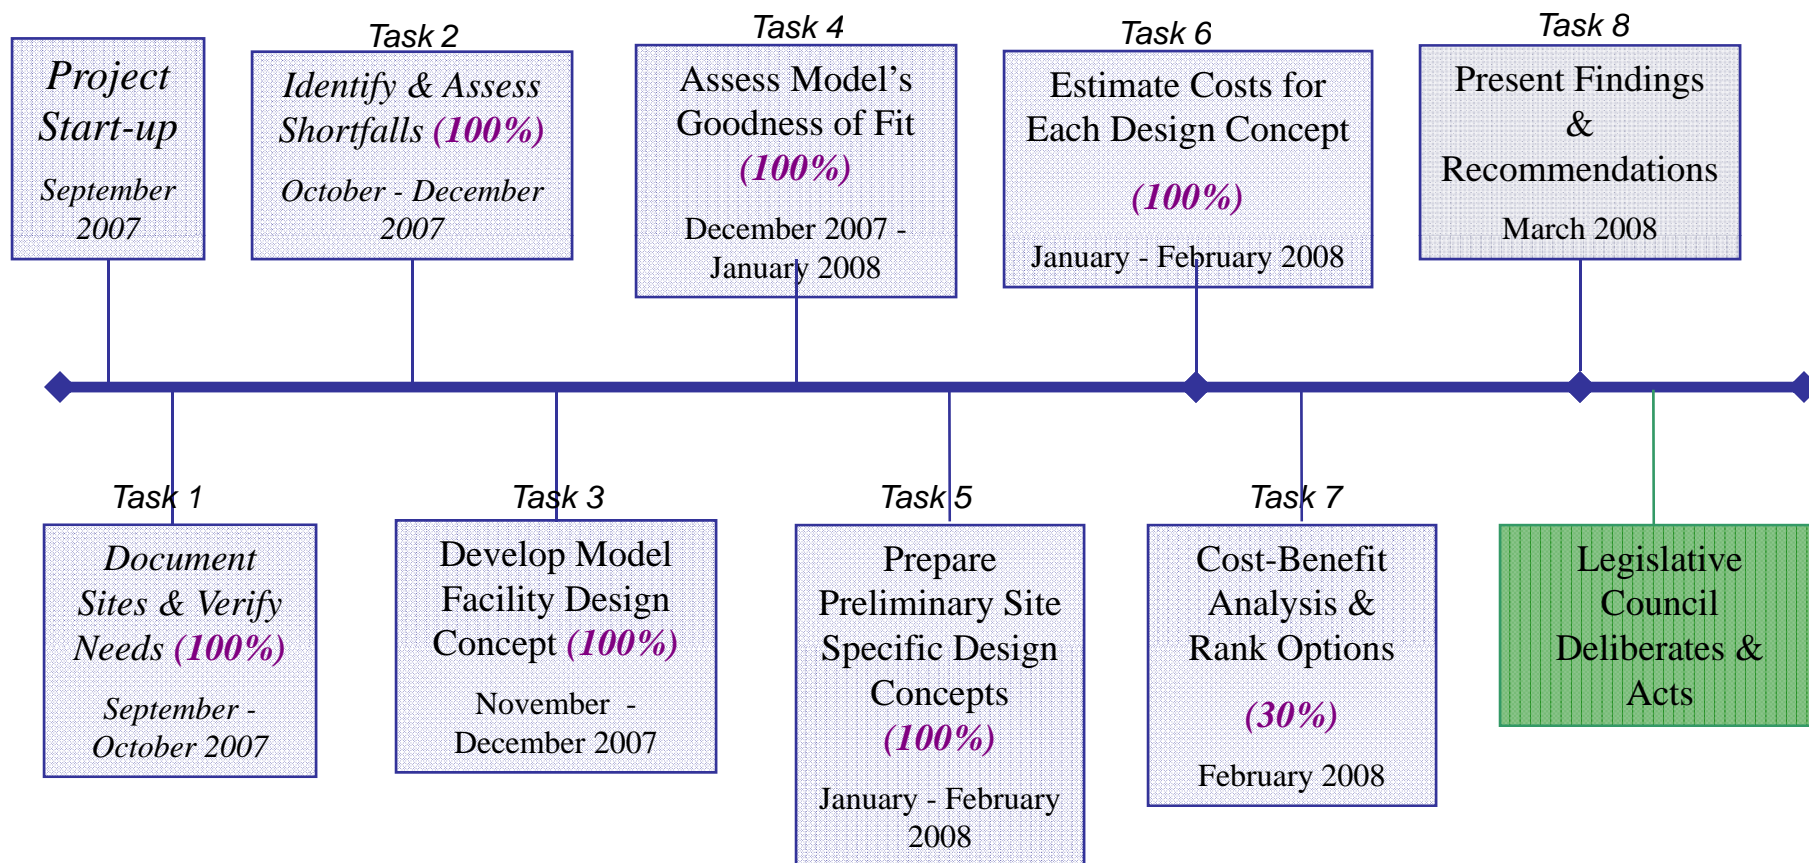 Project
Start-up
September
2007
Task 2
Identify & Assess
Shortfalls (100%)
October - December
2007
Task 4
Assess Model’s
Goodness of Fit
(100%)
December 2007 -
January 2008
Task 6
Estimate Costs for
Each Design Concept
(100%)
January - February 2008
Task 8
Present Findings
&
Recommendations
March 2008
Task 1
Document
Sites & Verify
Needs (100%)
September -
October 2007
Task 3
Develop Model
Facility Design
Concept (100%)
November -
December 2007
Task 5
Prepare
Preliminary Site
Specific Design
Concepts
(100%)
January - February
2008
Task 7
Cost-Benefit
Analysis &
Rank Options
(30%)
February 2008
Legislative
Council
Deliberates &
Acts